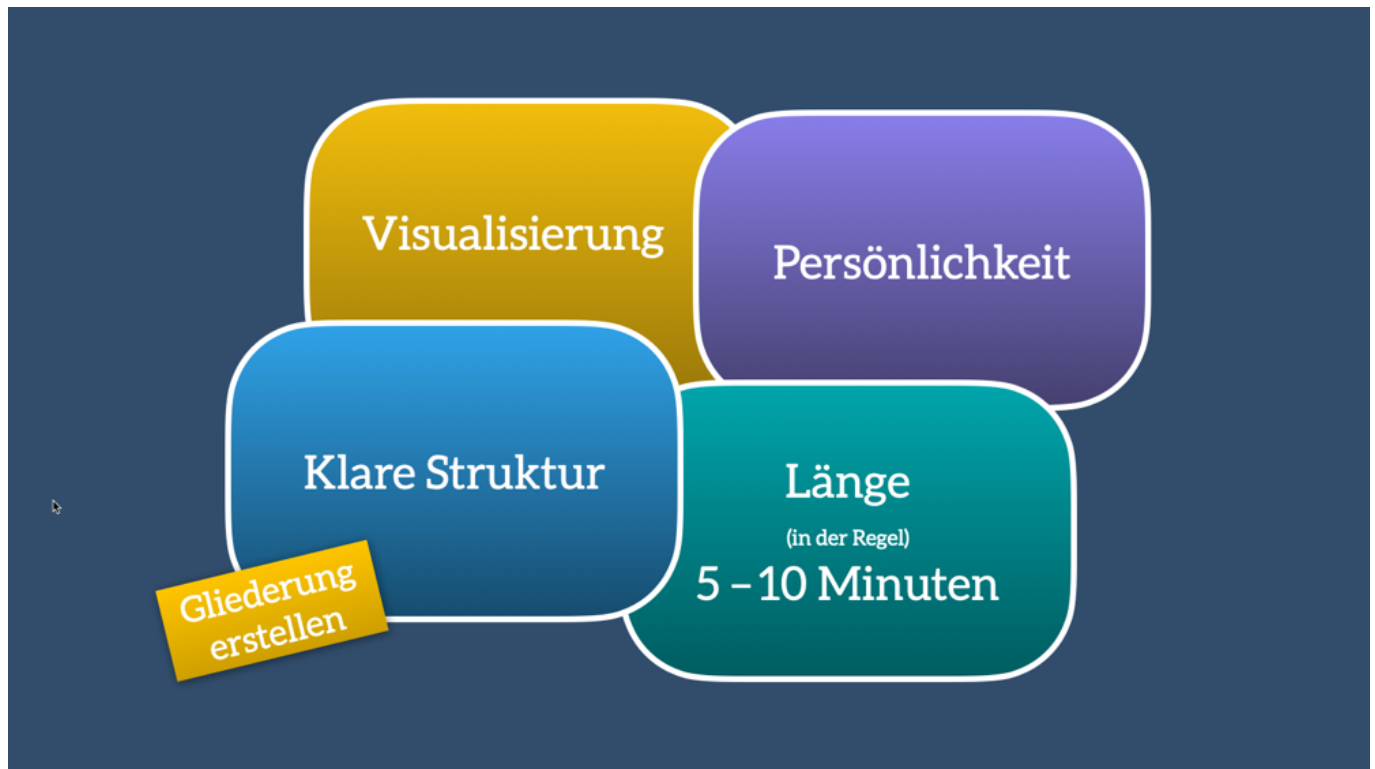 Visualisierung
Persönlichkeit
Klare Struktur
Länge
(in der Regel)
5 – 10 Minuten
Gliederung
erstellen